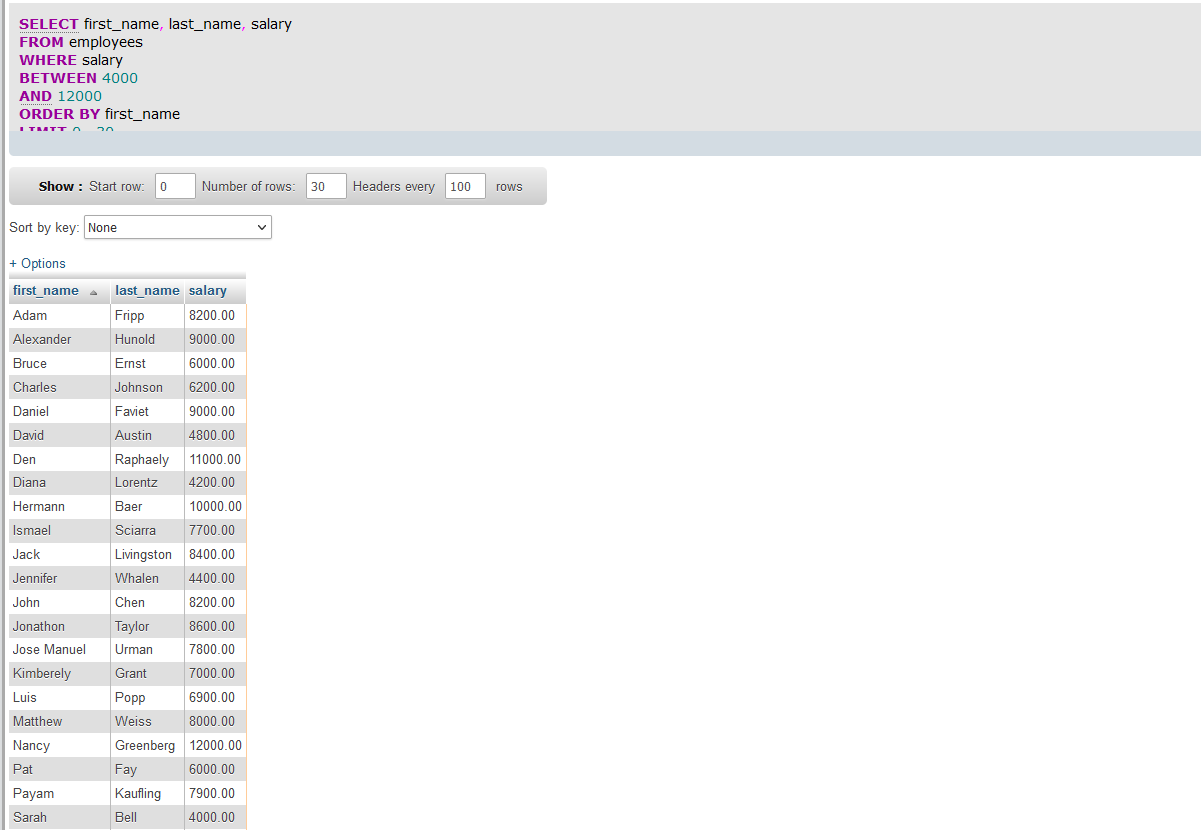 SELECT first_name, last_name, salary
FROM employees
WHERE salary
BETWEEN 4000
AND 12000
ORDER BY first_name
LIMIT 0 , 30
Show : Start row: 0 Number of rows: 30 Headers every 100 rows
Sort by key: None
+ Options
first_name last_name salary
Adam Fripp 8200.00
Alexander Hunold 9000.00
Bruce Ernst 6000.00
Charles Johnson 6200.00
Daniel Faviet 9000.00
David Austin 4800.00
Den Raphaely 11000.00
Diana Lorentz 4200.00
Hermann Baer 10000.00
Ismael Sciarra 7700.00
Jack Livingston 8400.00
Jennifer Whalen 4400.00
John Chen 8200.00
Jonathon Taylor 8600.00
Jose Manuel Urman 7800.00
Kimberely Grant 7000.00
Luis Popp 6900.00
Matthew Weiss 8000.00
Nancy Greenberg 12000.00
Pat Fay 6000.00
Payam Kaufling 7900.00
Sarah Bell 4000.00